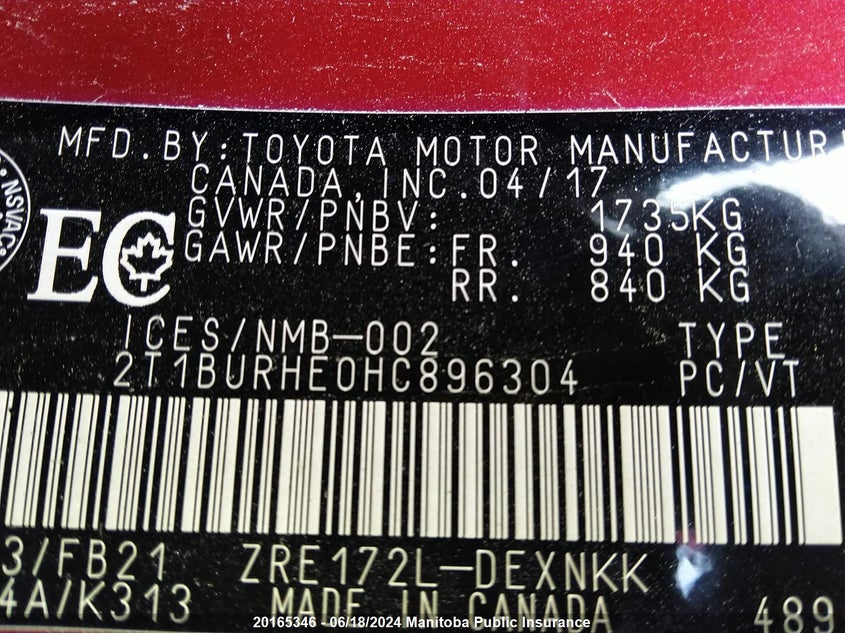 MFD.BY:TOYOTA MOTOR MANUFACTUR
CANADA,INC.04/17
GVWR/PNBV: 1735KG
GAWR/PNBE:FR. 940 KG
RR. 840 KG
NSVAC
EC
ICES/NMB-002 TYPE
2T1BURHE0HC896304 PC/VT
3/FB21 ZRE172L-DEXNKK
4A/K313 MADE IN CANADA 489
20165346 - 06/18/2024 Manitoba Public Insurance